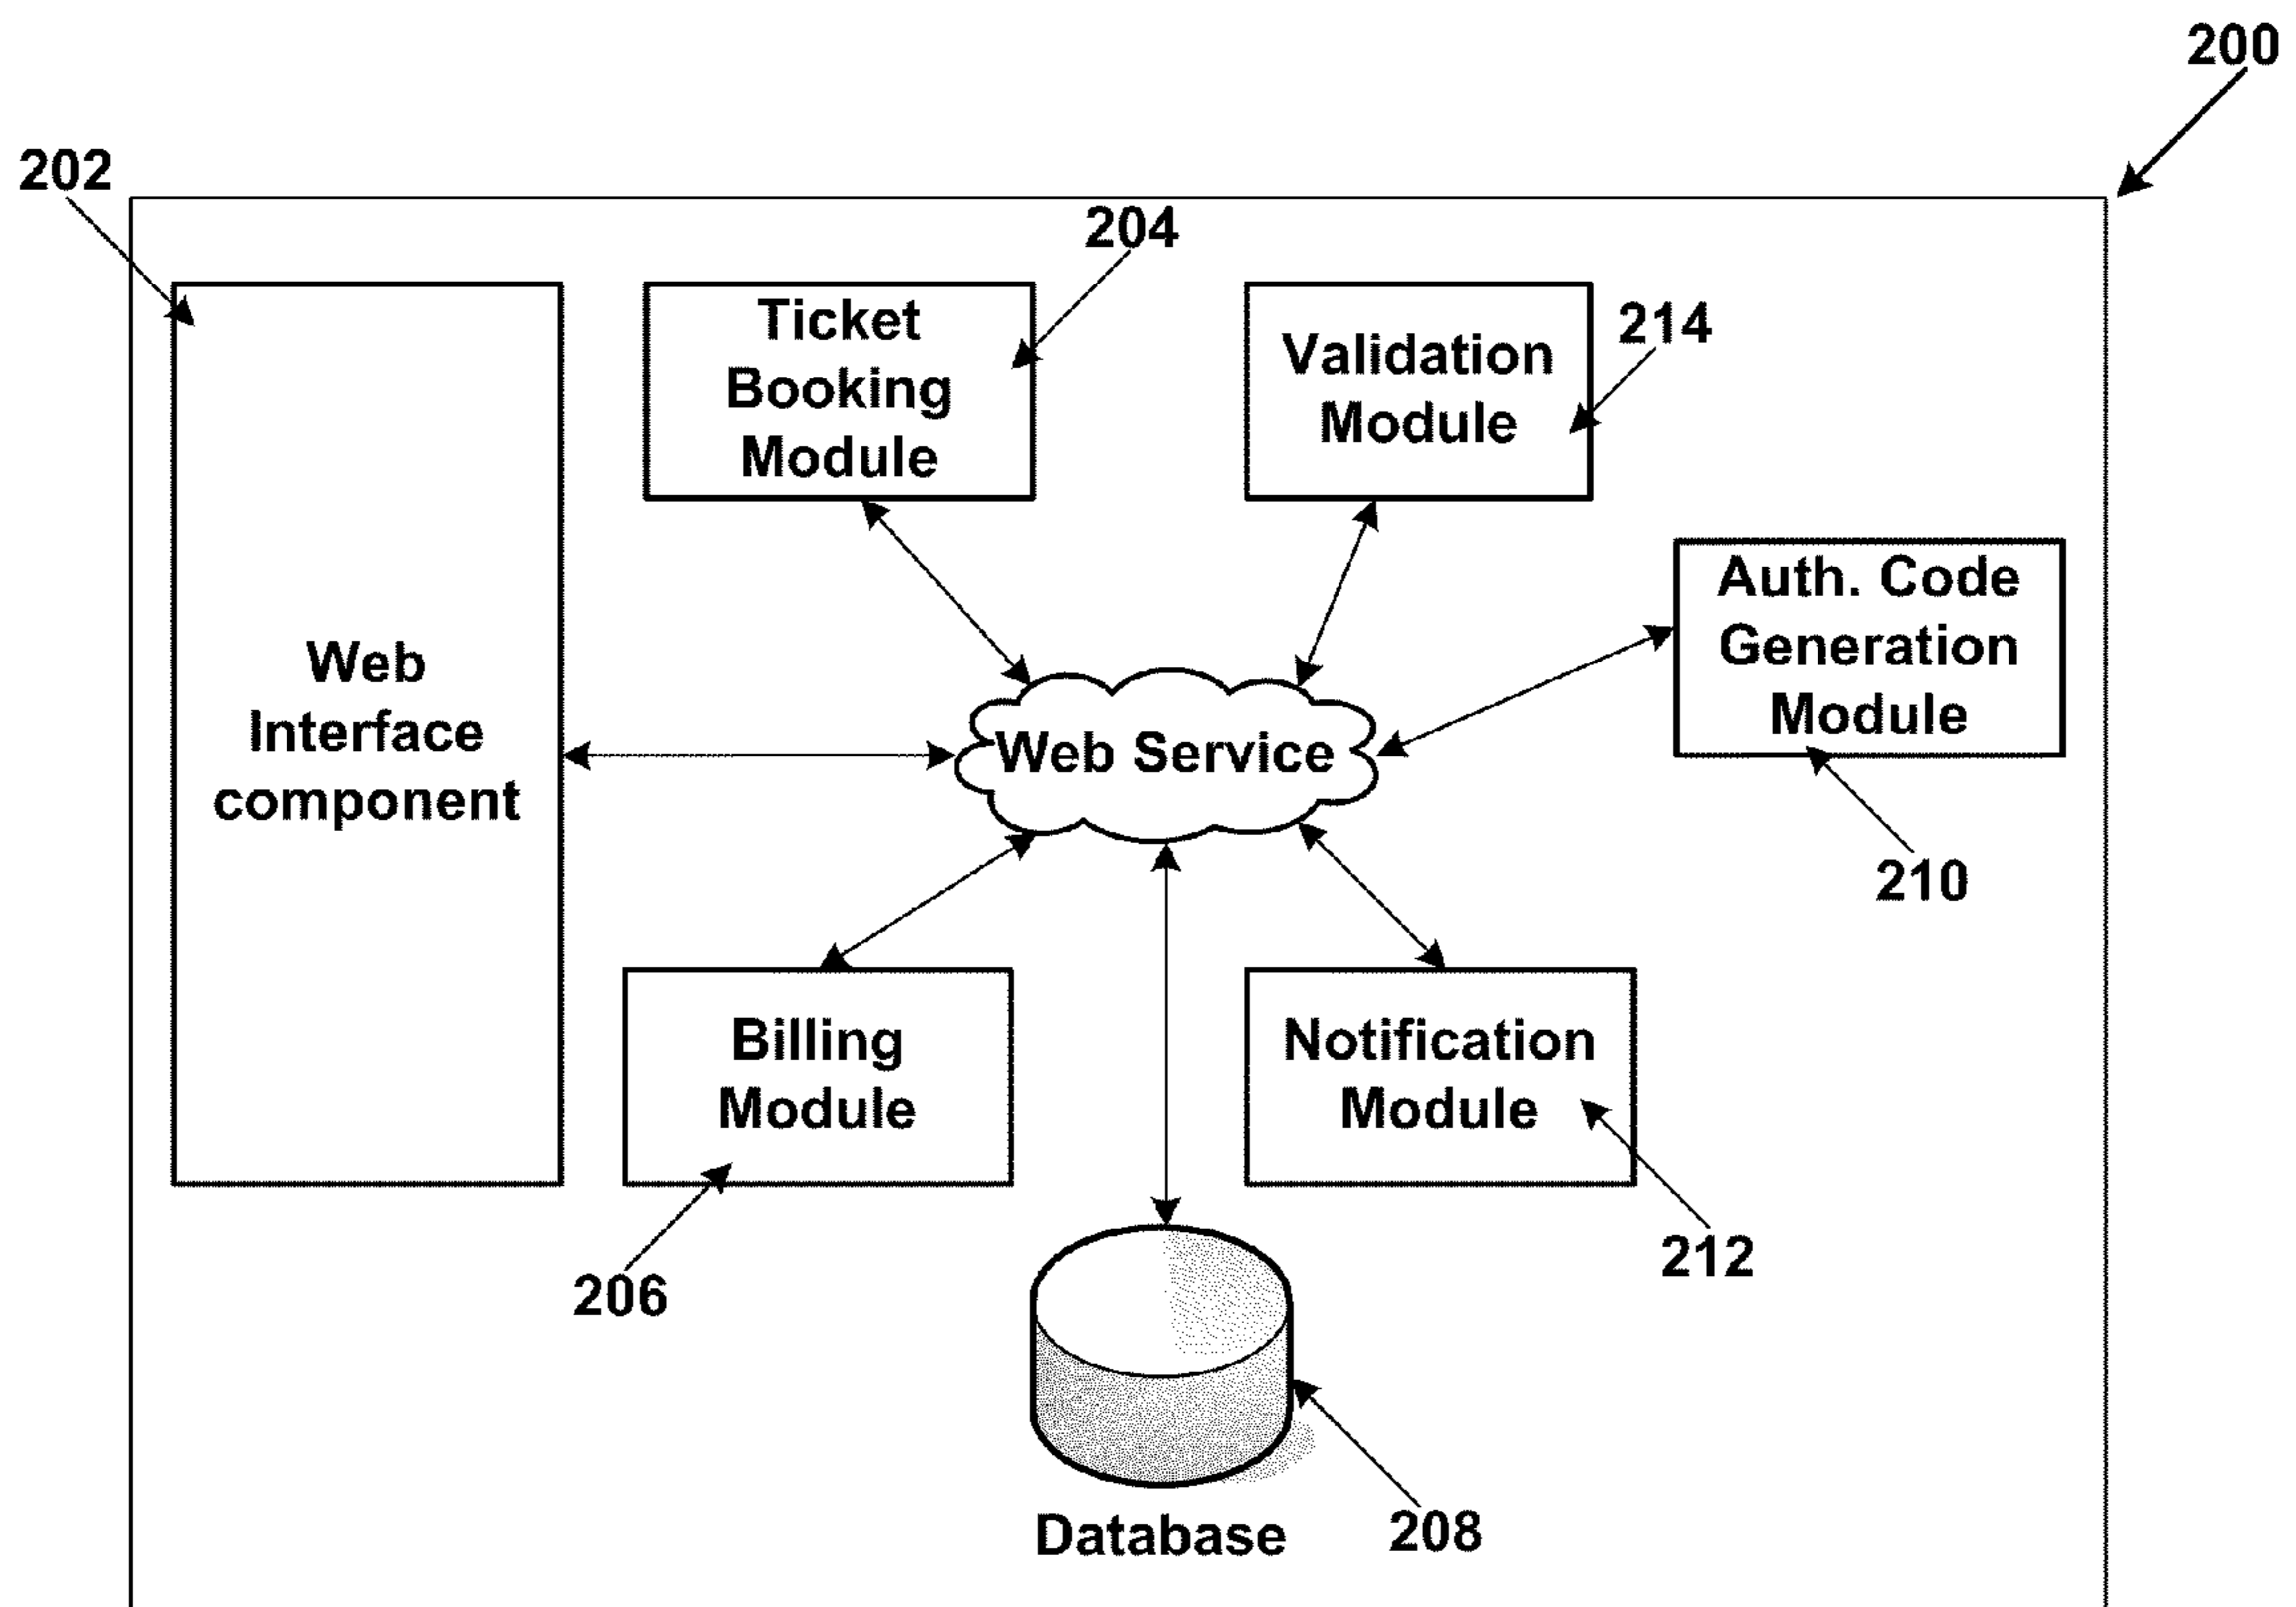 200
202
204
Ticket
Booking
Module
214
Validation
Module
Auth. Code
Generation
Module
Web
Interface
component
Web Service
210
Billing
Module
Notification
Module
206
212
Database
208